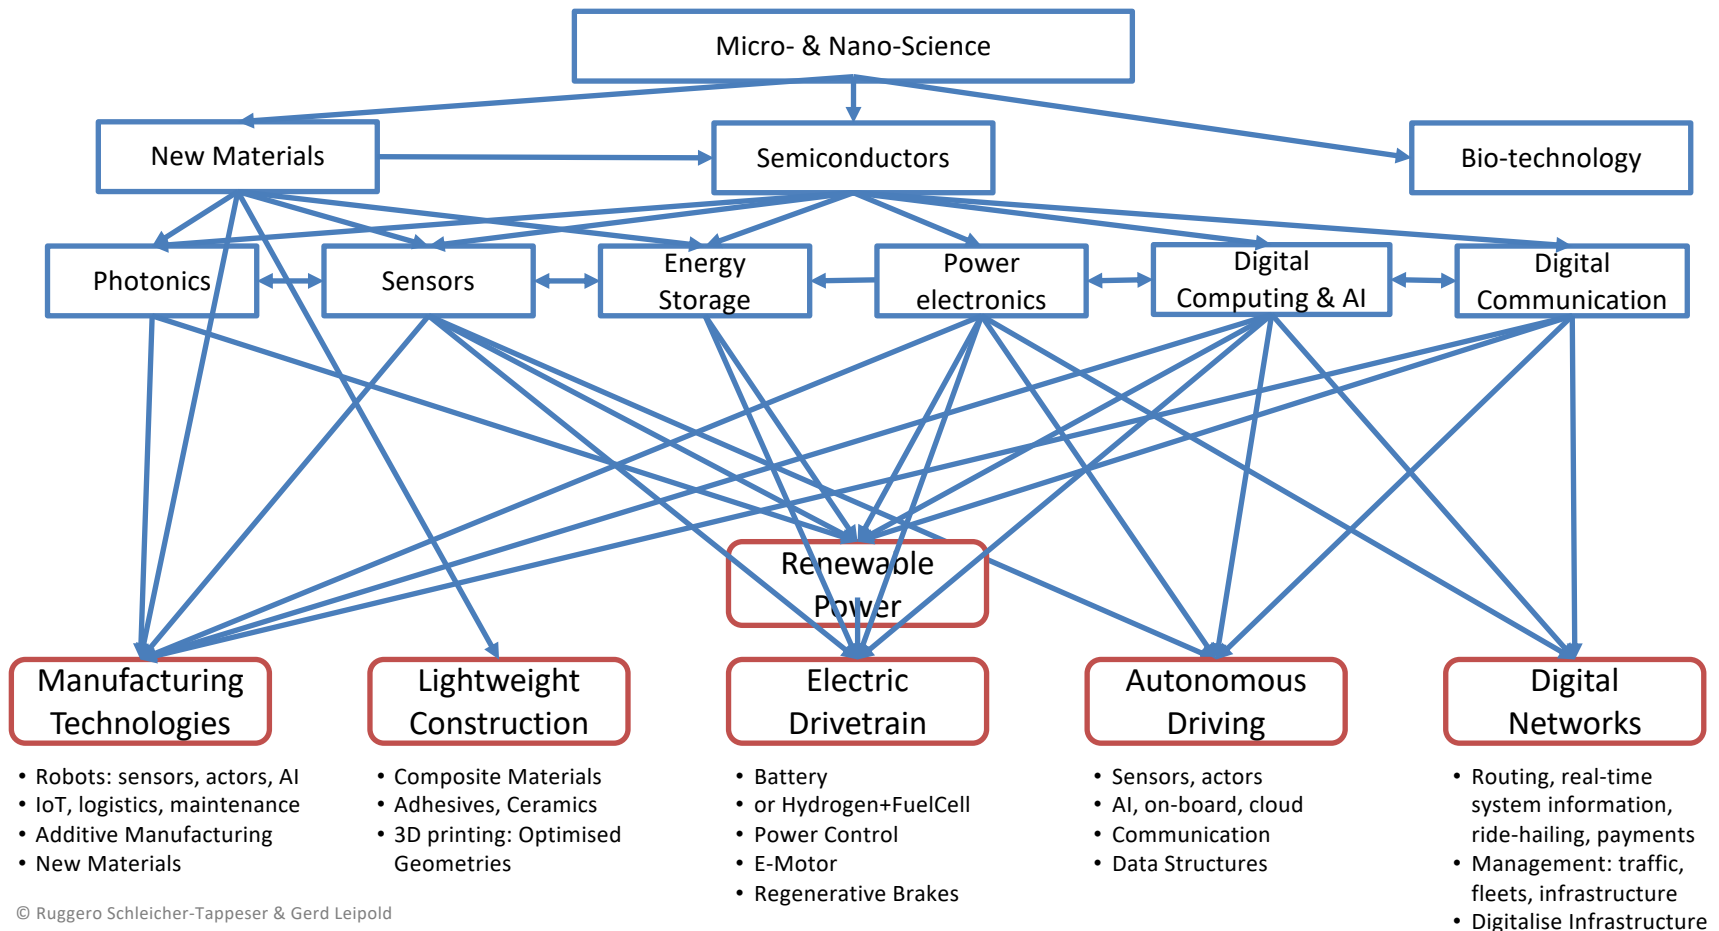 Micro- & Nano-Science
New Materials
Semiconductors
Bio-technology
Photonics
Sensors
Energy
Storage
Power
electronics
Digital
Computing & AI
Digital
Communication
Renewable
Power
Manufacturing
Technologies
Lightweight
Construction
Electric
Drivetrain
Autonomous
Driving
Digital
Networks
• Robots: sensors, actors, AI
• IoT, logistics, maintenance
• Additive Manufacturing
• New Materials
• Composite Materials
• Adhesives, Ceramics
• 3D printing: Optimised
Geometries
• Battery
• or Hydrogen+FuelCell
• Power Control
• E-Motor
• Regenerative Brakes
• Sensors, actors
• AI, on-board, cloud
• Communication
• Data Structures
• Routing, real-time
system information,
ride-hailing, payments
• Management: traffic,
fleets, infrastructure
• Digitalise Infrastructure
© Ruggero Schleicher-Tappeser & Gerd Leipold